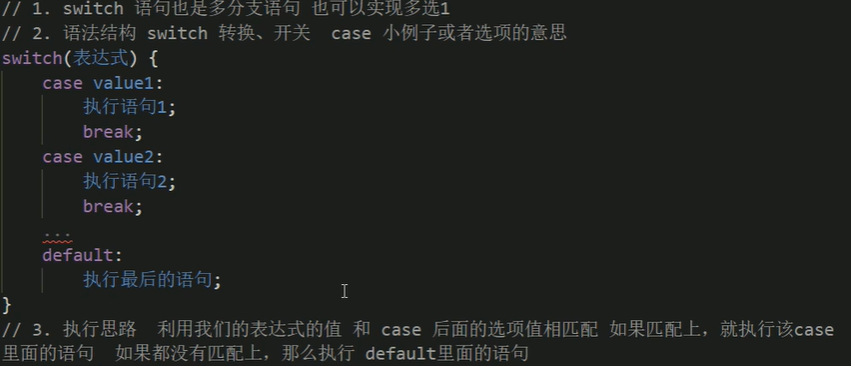 // 1. switch 语句也是多分支语句 也可以实现多选1
// 2. 语法结构 switch 转换、开关  case 小例子或者选项的意思
switch(表达式) {
    case value1:
        执行语句1;
        break;
    case value2:
        执行语句2;
        break;
    ...
    default:
        执行最后的语句;
}
// 3. 执行思路  利用我们的表达式的值 和 case 后面的选项值相匹配 如果匹配上，就执行该case
里面的语句  如果都没有匹配上，那么执行 default里面的语句